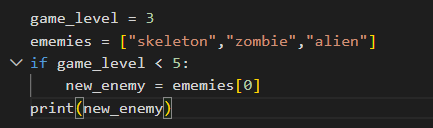 game_level = 3
ememies = ["skeleton","zombie","alien"]
if game_level < 5:
    new_enemy = ememies[0]
print(new_enemy)